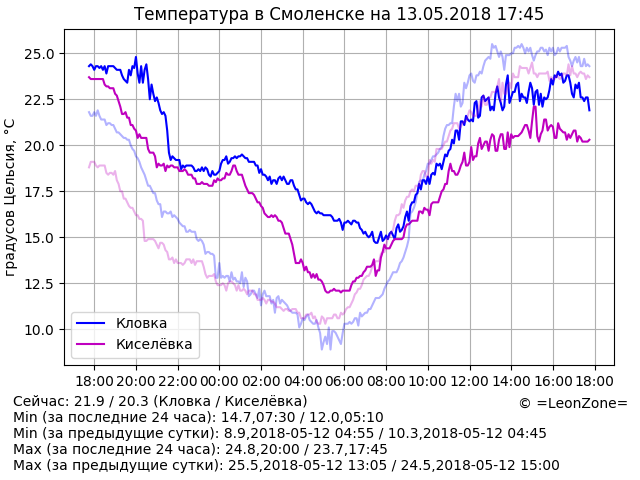 Температура в Смоленске на 13.05.2018 17:45
градусов Цельсия, °C
25.0
22.5
20.0
17.5
15.0
12.5
10.0
Кловка
Киселёвка
18:00 20:00 22:00 00:00 02:00 04:00 06:00 08:00 10:00 12:00 14:00 16:00 18:00
Сейчас: 21.9 / 20.3 (Кловка / Киселёвка)
© =LeonZone=
Min (за последние 24 часа): 14.7,07:30 / 12.0,05:10
Min (за предыдущие сутки): 8.9,2018-05-12 04:55 / 10.3,2018-05-12 04:45
Max (за последние 24 часа): 24.8,20:00 / 23.7,17:45
Max (за предыдущие сутки): 25.5,2018-05-12 13:05 / 24.5,2018-05-12 15:00